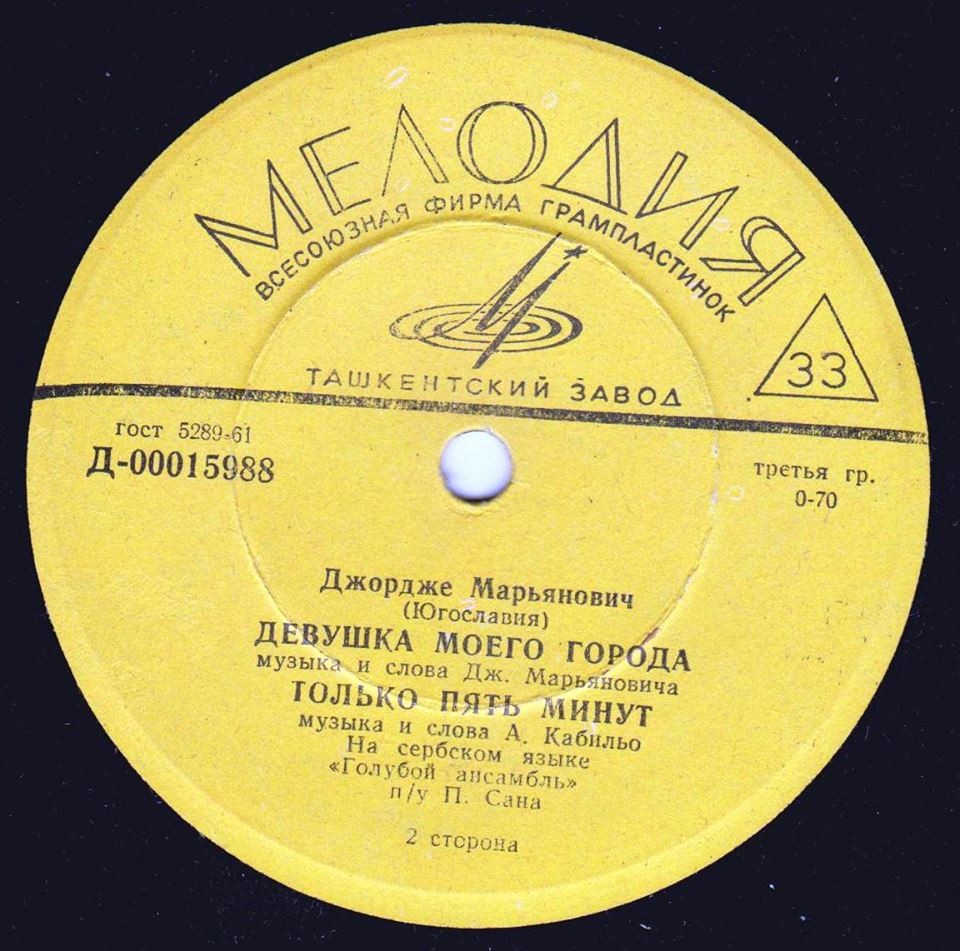 МЕЛОДИЯ
ВСЕСОЮЗНАЯ ФИРМА ГРАМПЛАСТИНОК
ТАШКЕНТСКИЙ ЗАВОД
33
гост 5289-61
Д-00015988
третья гр.
0-70
Джордже Марьянович
(Югославия)
ДЕВУШКА МОЕГО ГОРОДА
музыка и слова Дж. Марьяновича
ТОЛЬКО ПЯТЬ МИНУТ
музыка и слова А. Кабильо
На сербском языке
«Голубой ансамбль»
п/у П. Сана
2 сторона